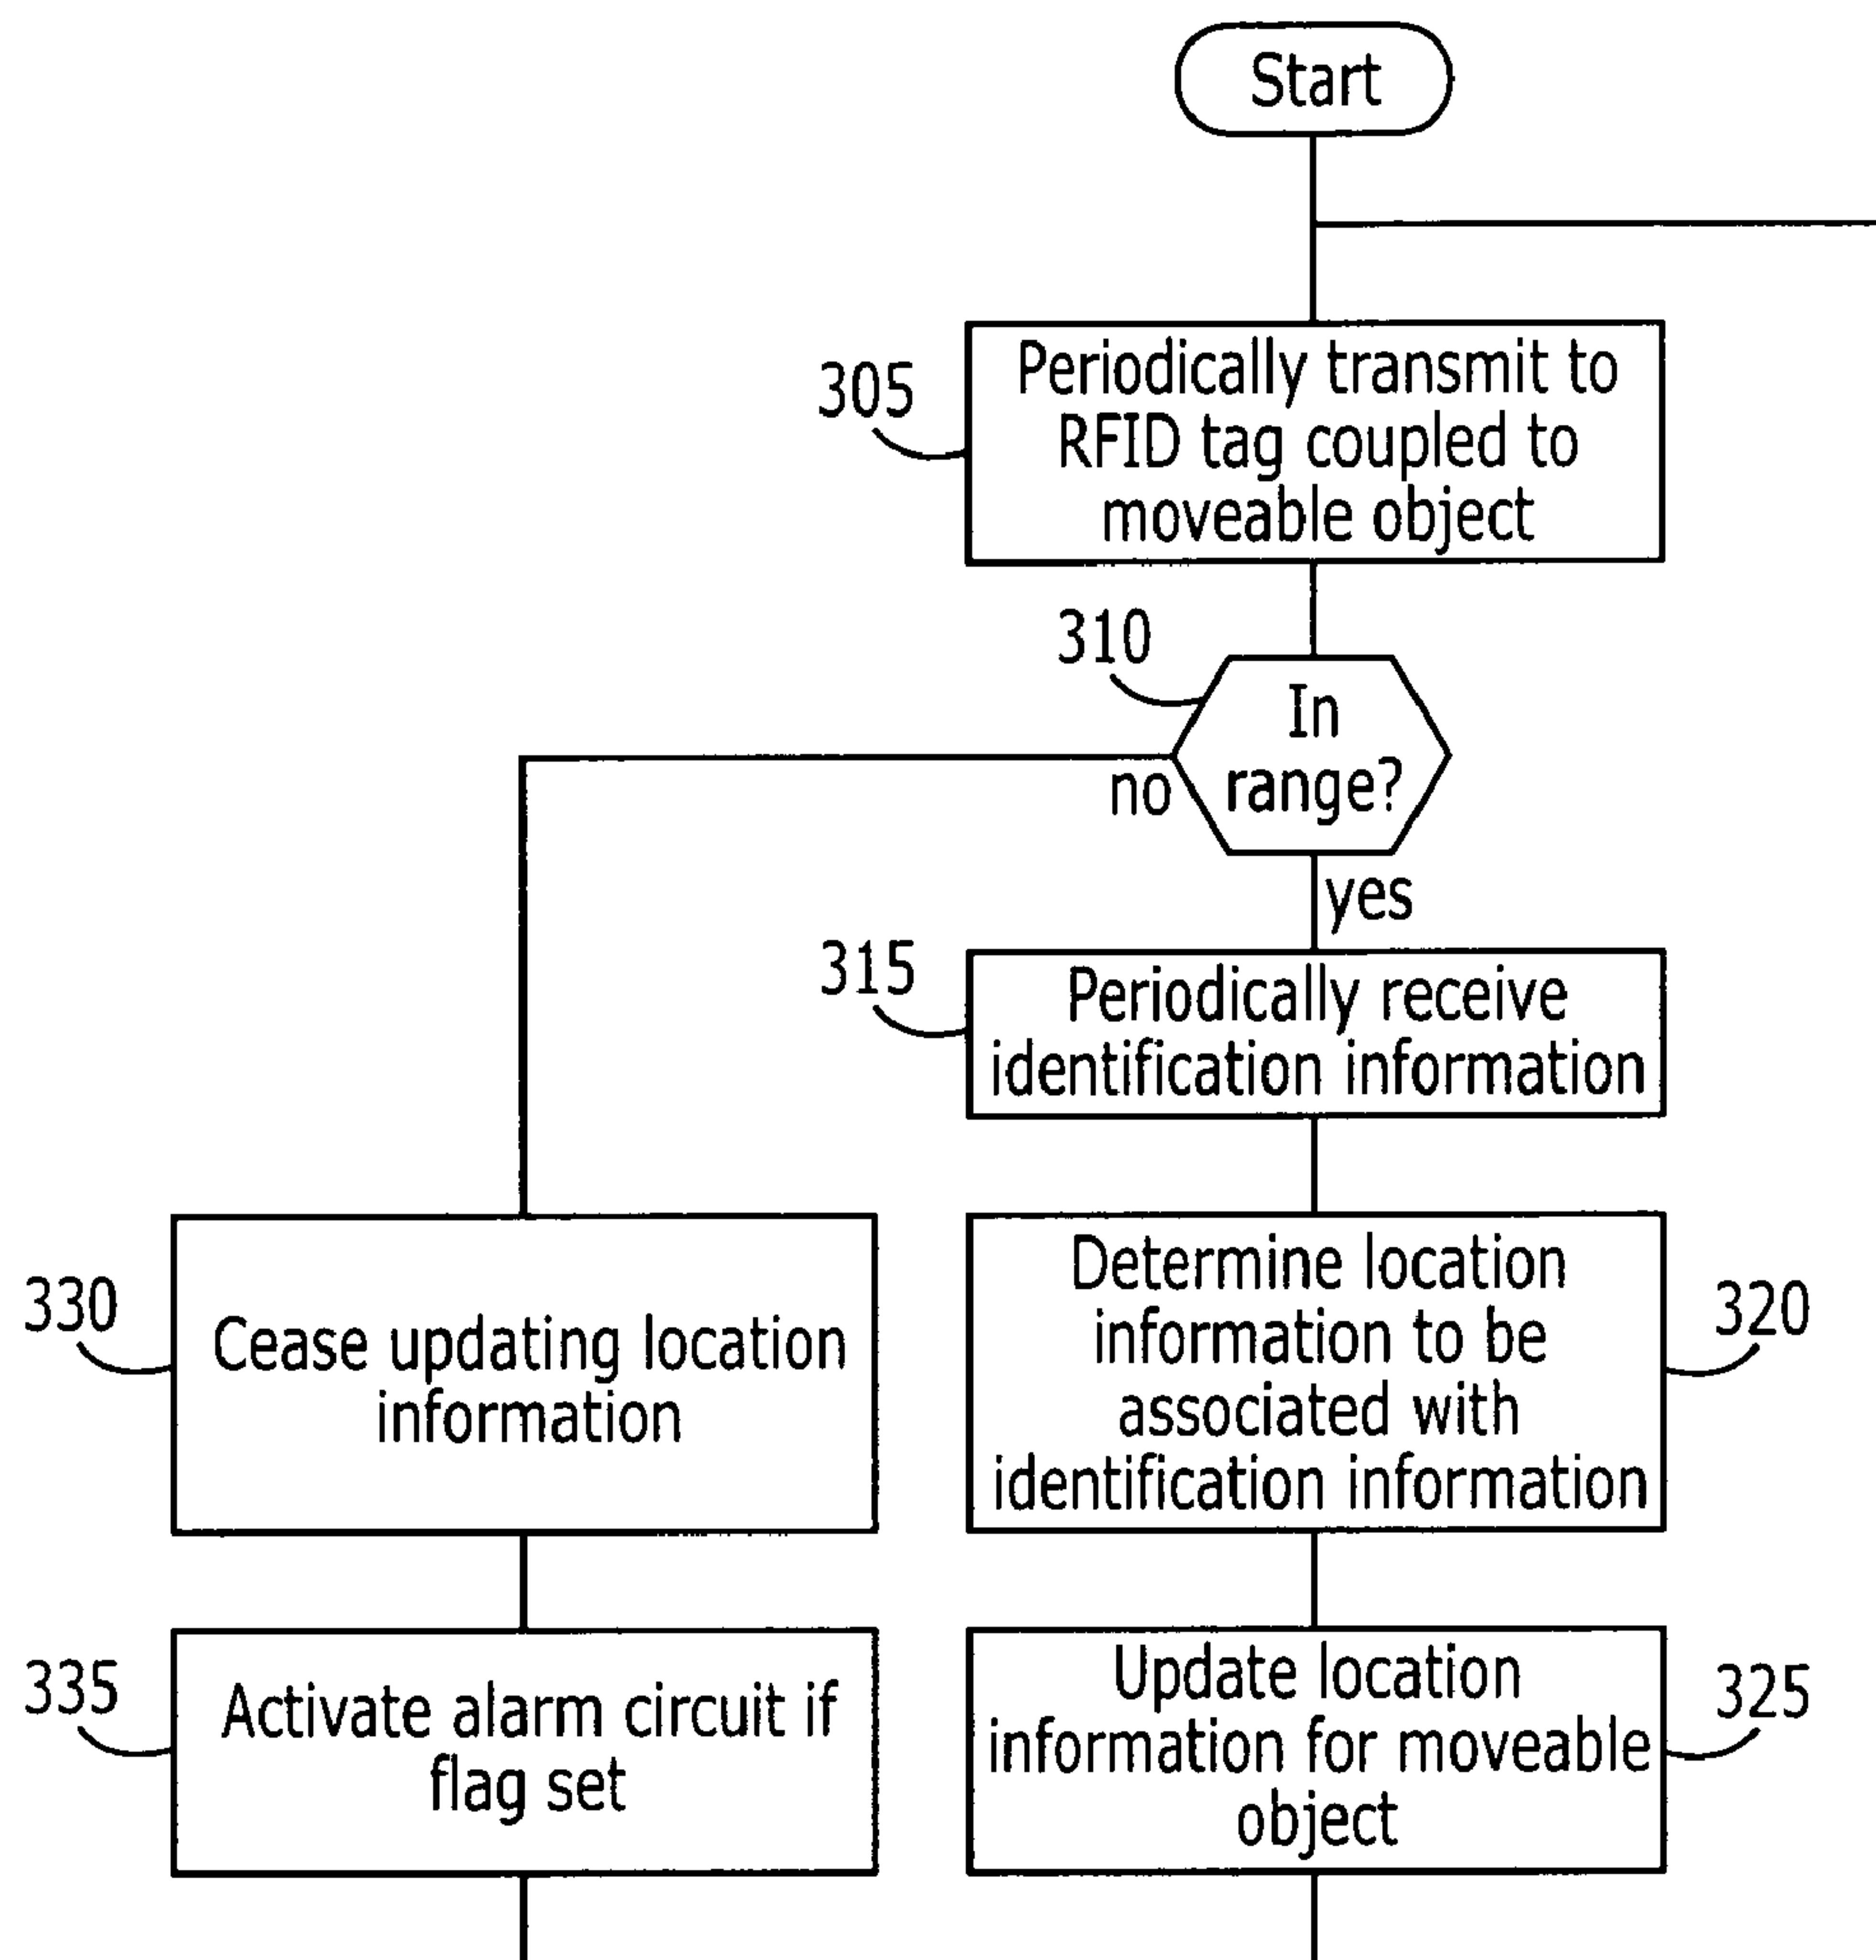 Start
305
Periodically transmit to
RFID tag coupled to
moveable object
310
In
range?
no
yes
315
Periodically receive
identification information
330
Cease updating location
information
Determine location
information to be
associated with
identification information
320
335
Activate alarm circuit if
flag set
Update location
information for moveable
object
325